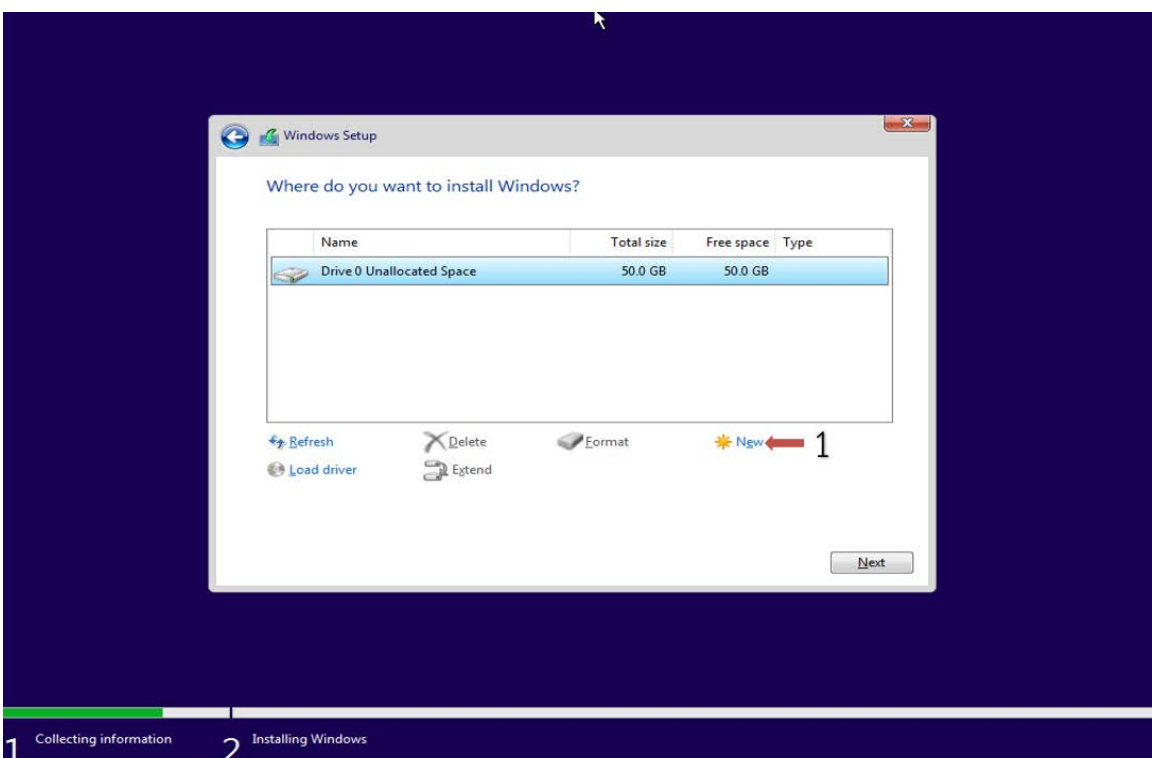 Windows Setup
Where do you want to install Windows?
Name Total size Free space Type
Drive 0 Unallocated Space 50.0 GB 50.0 GB
Refresh Delete Format New 1
Load driver Extend
Next
1 Collecting information 2 Installing Windows